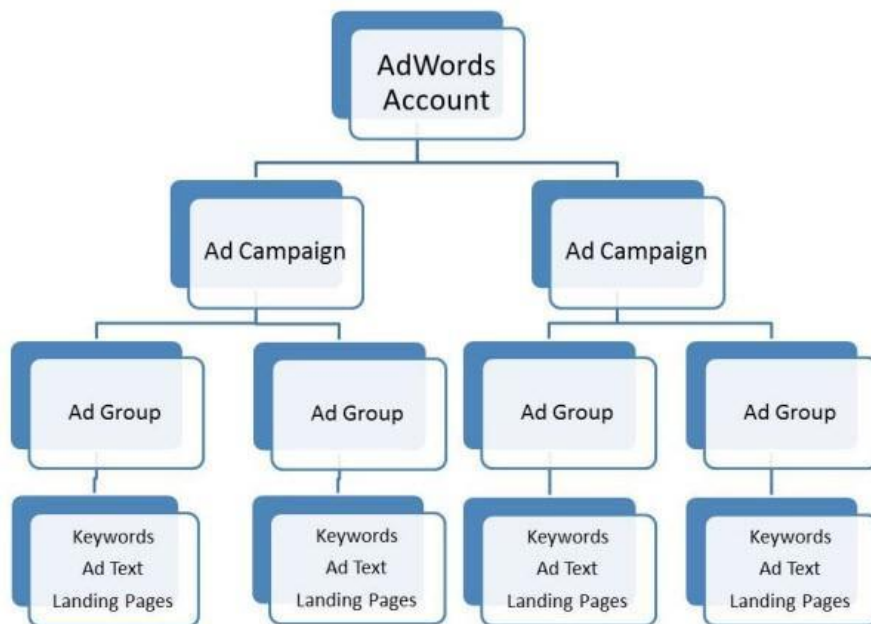 AdWords
Account
Ad Campaign
Ad Campaign
Ad Group
Ad Group
Ad Group
Ad Group
Keywords
Ad Text
Landing Pages
Keywords
Ad Text
Landing Pages
Keywords
Ad Text
Landing Pages
Keywords
Ad Text
Landing Pages